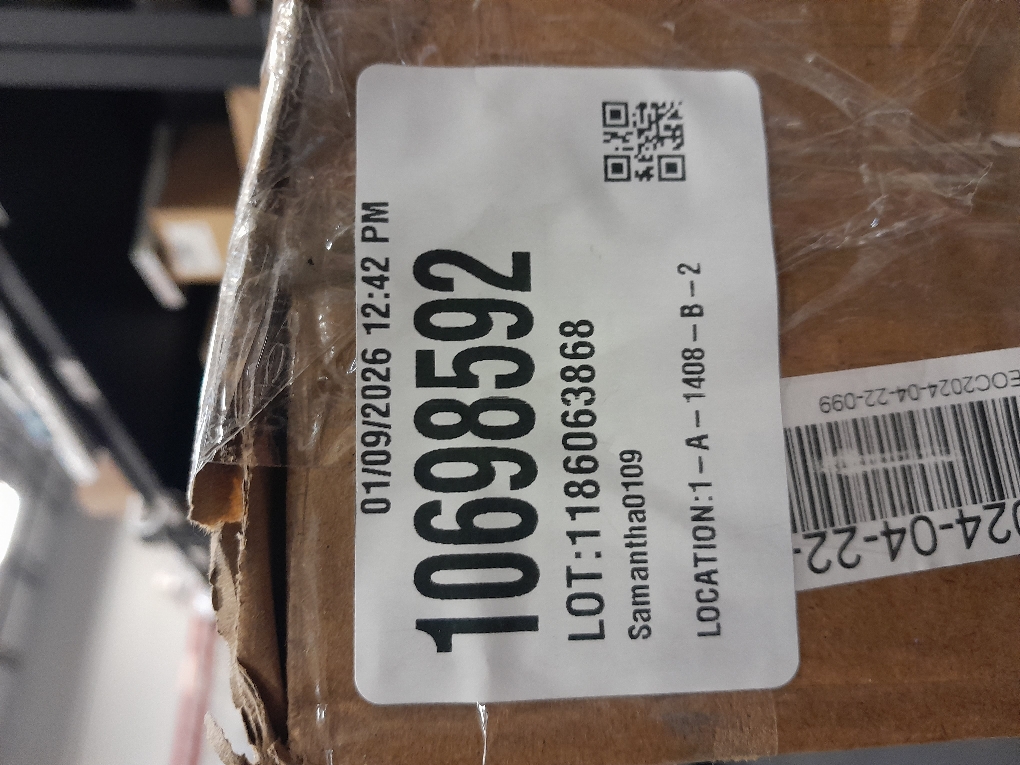 01/09/2026 12:42 PM
10698592
LOT:1186063868
Samantha0109
LOCATION:1-A-1408-B-2
EOC2024-04-22-099
024-04-22-